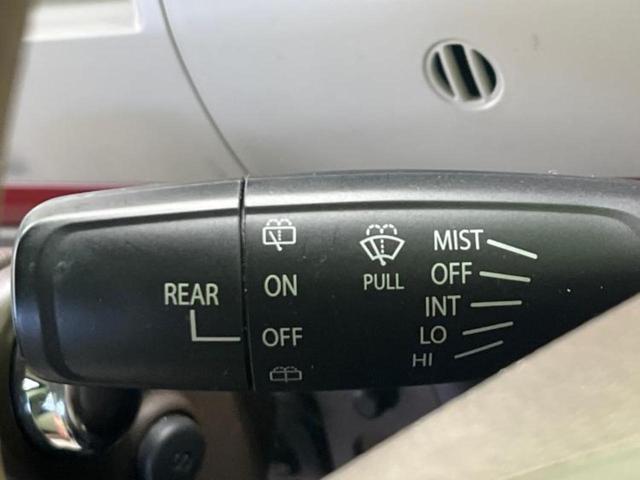 REAR
ON
OFF
PULL
MIST
OFF
INT
LO
HI